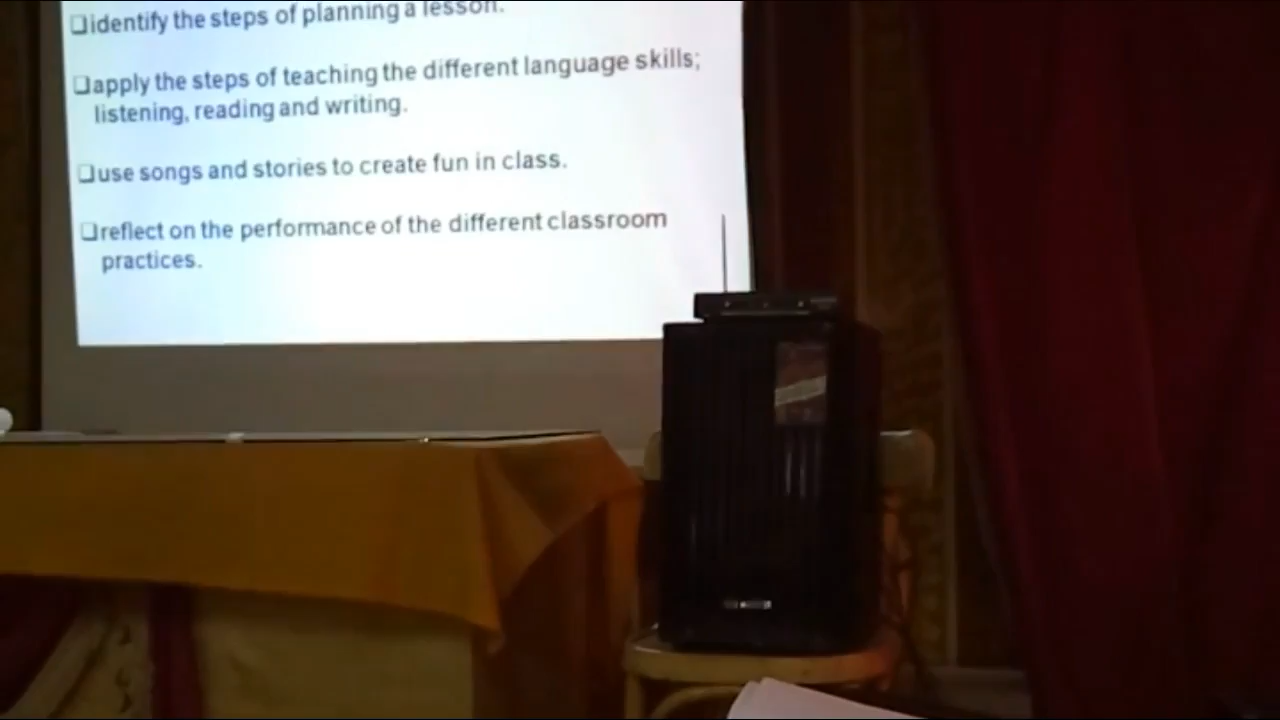 ❑identify the steps of planning a lesson.
❑apply the steps of teaching the different language skills;
listening, reading and writing.
❑use songs and stories to create fun in class.
❑reflect on the performance of the different classroom
practices.